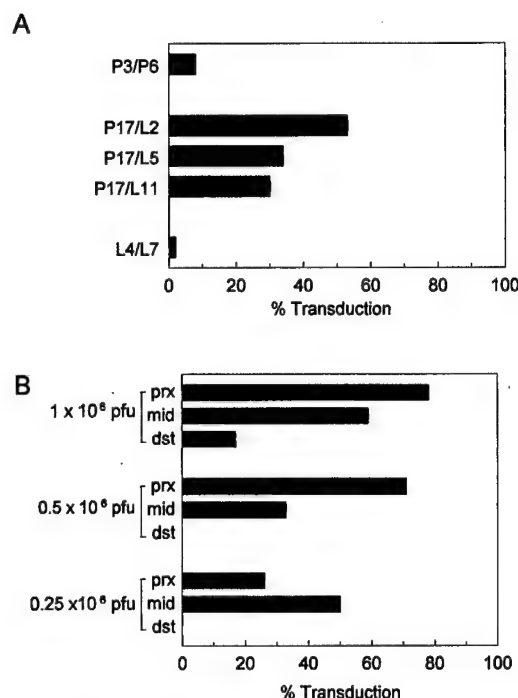 A
P3/P6
P17/L2
P17/L5
P17/L11
L4/L7
0 20 40 60 80 100
% Transduction
B
1 x 10⁶ pfu prx
mid
dst
0.5 x 10⁶ pfu prx
mid
dst
0.25 x10⁶ pfu prx
mid
dst
0 20 40 60 80 100
% Transduction